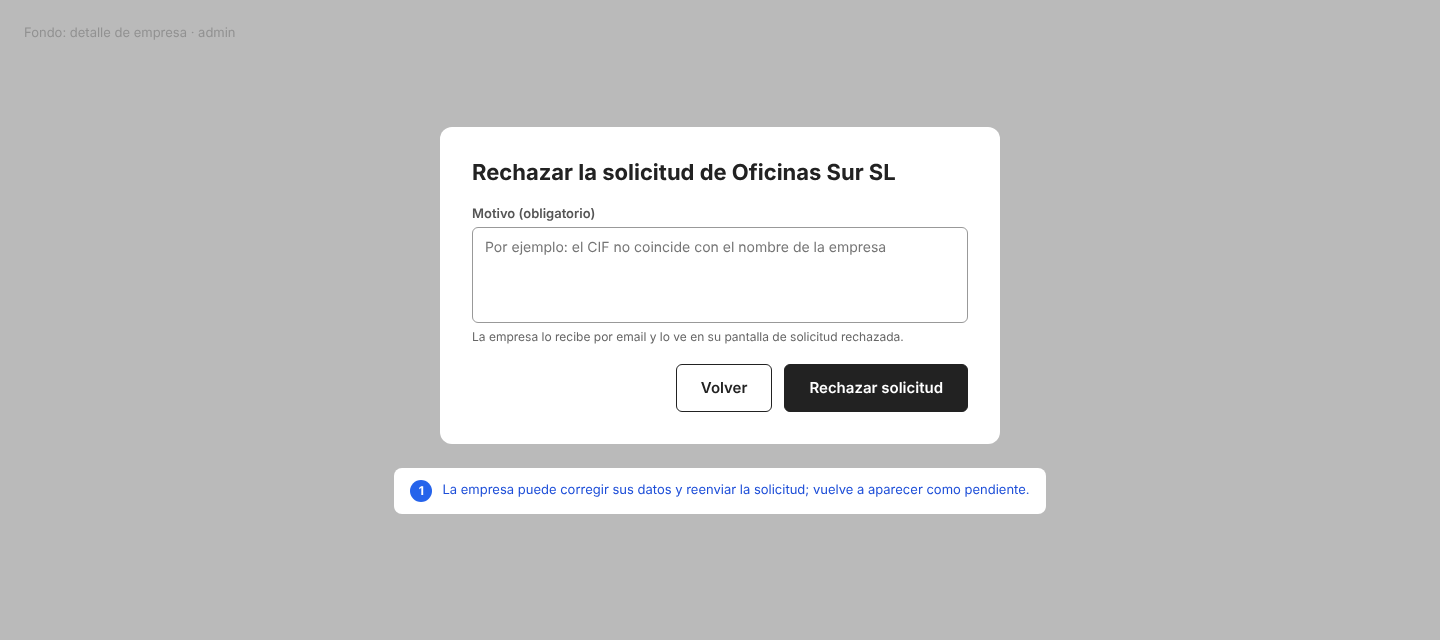 Fondo: detalle de empresa · admin
Rechazar la solicitud de Oficinas Sur SL
Motivo (obligatorio)
Por ejemplo: el CIF no coincide con el nombre de la empresa
La empresa lo recibe por email y lo ve en su pantalla de solicitud rechazada.
Volver
Rechazar solicitud
1 La empresa puede corregir sus datos y reenviar la solicitud; vuelve a aparecer como pendiente.